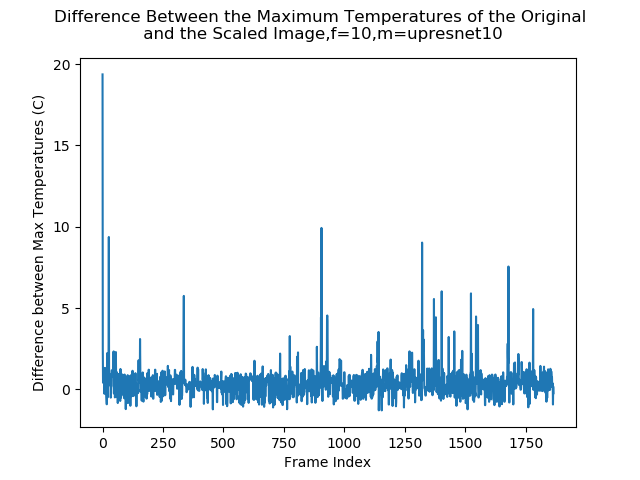 Difference Between the Maximum Temperatures of the Original
and the Scaled Image,f=10,m=upresnet10
20
15
10
5
0
Difference between Max Temperatures (C)
0 250 500 750 1000 1250 1500 1750
Frame Index